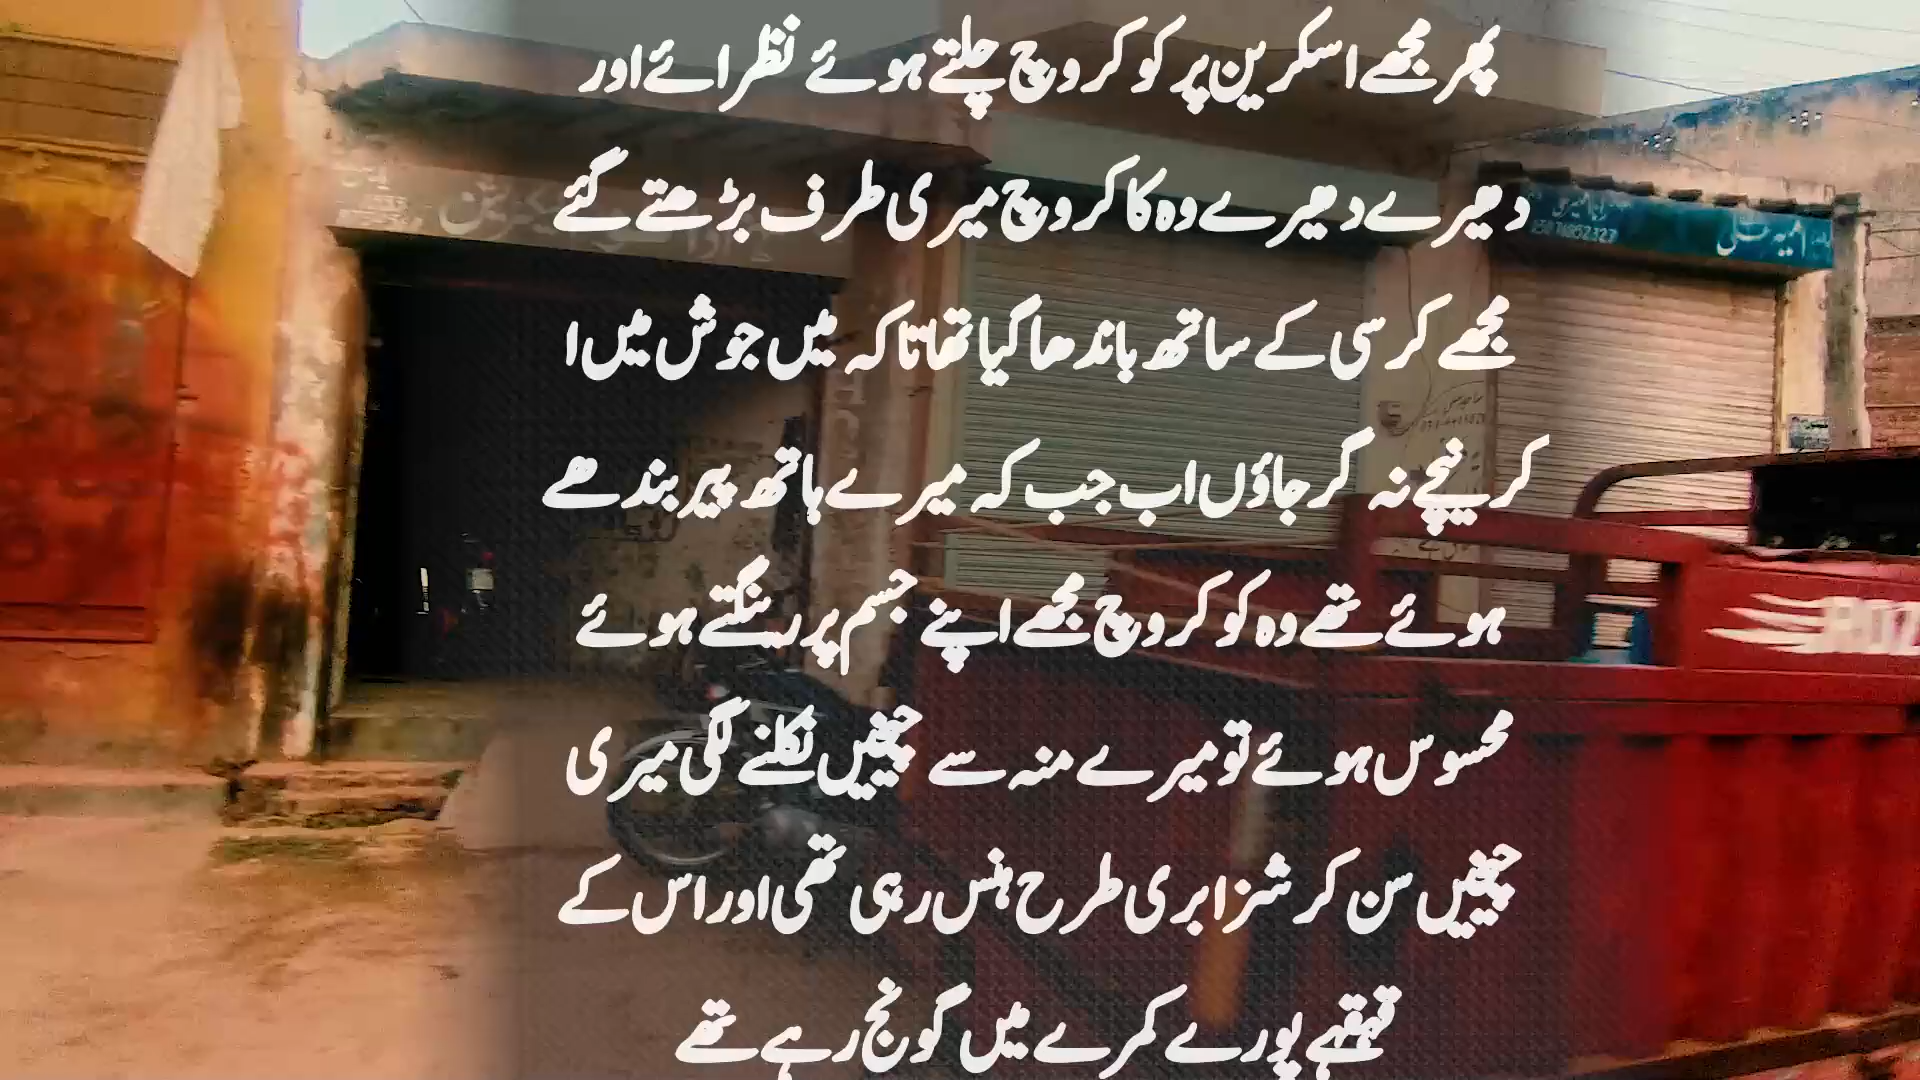 پھر مجھے اسکرین پر کوکروچ چلتے ہوئے نظر ائے اور
دھیرے دھیرے وہ کاکروچ میری طرف بڑھتے گئے
مجھے کرسی کے ساتھ باندھا گیا تھا تاکہ میں جوش میں ا
کر نیچے نہ گر جاؤں اب جب کہ میرے ہاتھ پیر بندھے
ہوئے تھے وہ کوکروچ مجھے اپنے جسم پر رینگتے ہوئے
محسوس ہوئے تو میرے منہ سے چیخیں نکلنے لگی میری
چیخیں سن کر شزا بری طرح ہنس رہی تھی اور اس کے
قہقہے پورے کمرے میں گونج رہے تھے